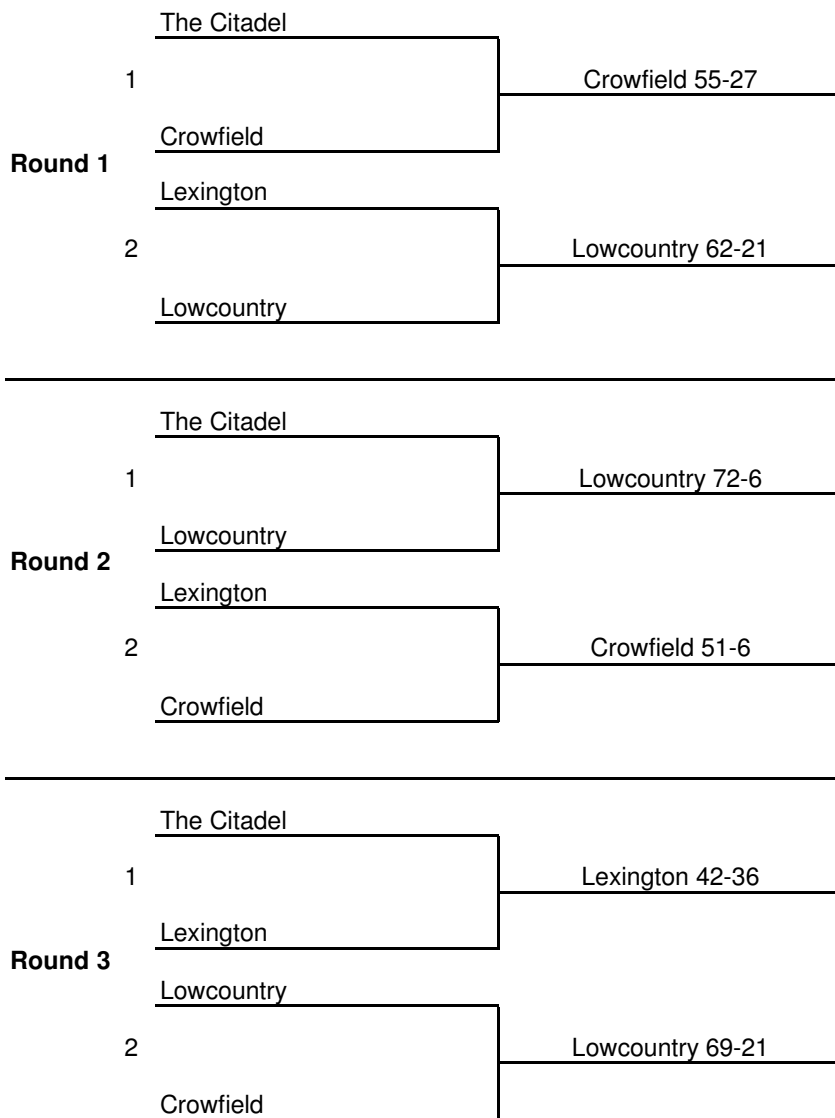 The Citadel
1
Crowfield 55-27
Crowfield
Round 1
Lexington
2
Lowcountry 62-21
Lowcountry
The Citadel
1
Lowcountry 72-6
Lowcountry
Round 2
Lexington
2
Crowfield 51-6
Crowfield
The Citadel
1
Lexington 42-36
Lexington
Round 3
Lowcountry
2
Lowcountry 69-21
Crowfield